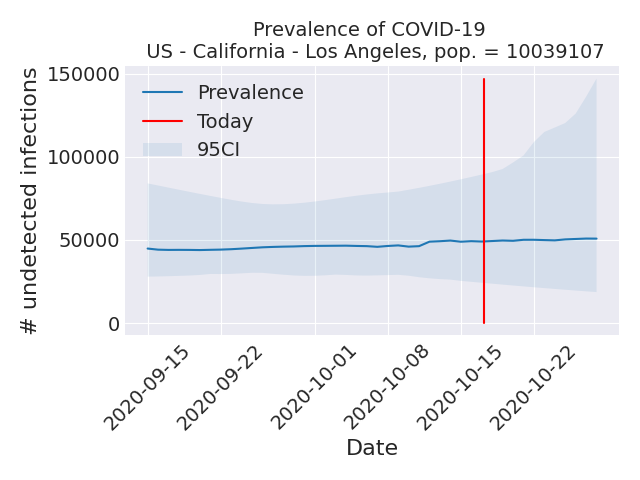 Prevalence of COVID-19
US - California - Los Angeles, pop. = 10039107
# undetected infections
150000
100000
50000
0
Prevalence
Today
95CI
2020-09-15
2020-09-22
2020-10-01
2020-10-08
2020-10-15
2020-10-22
Date